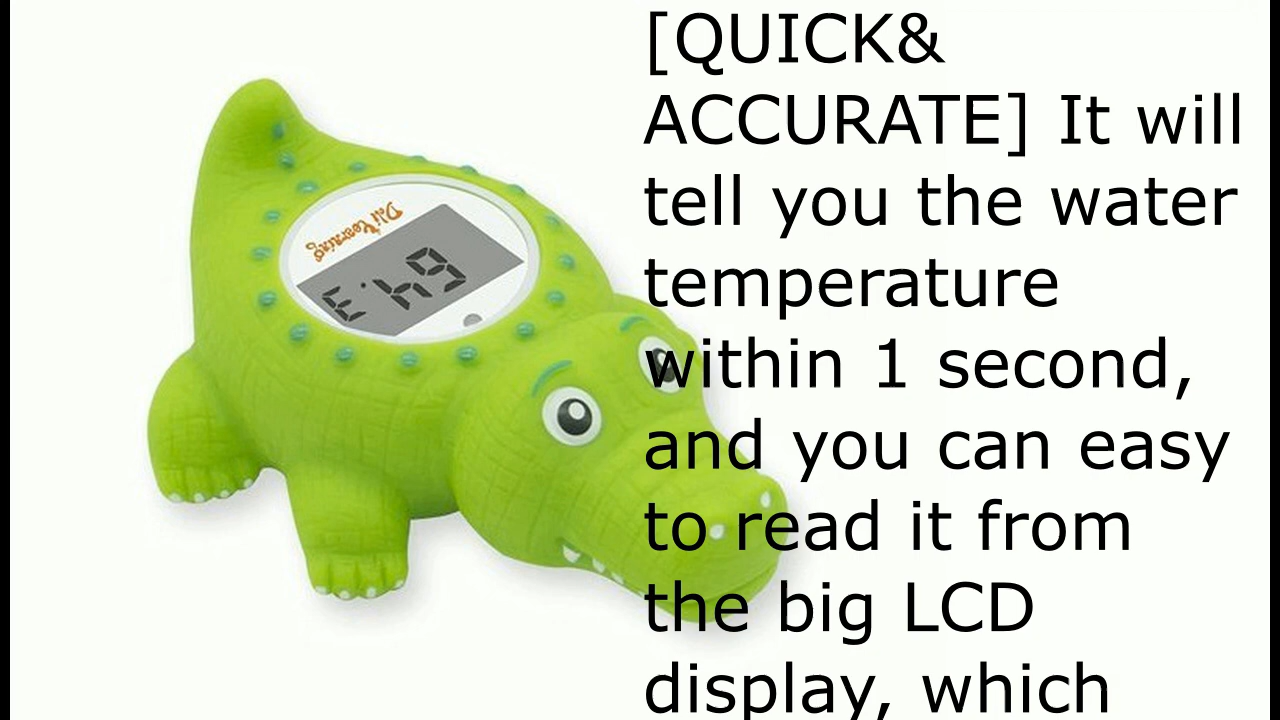 [QUICK&
ACCURATE] It will
tell you the water
temperature
within 1 second,
and you can easy
to read it from
the big LCD
display, which